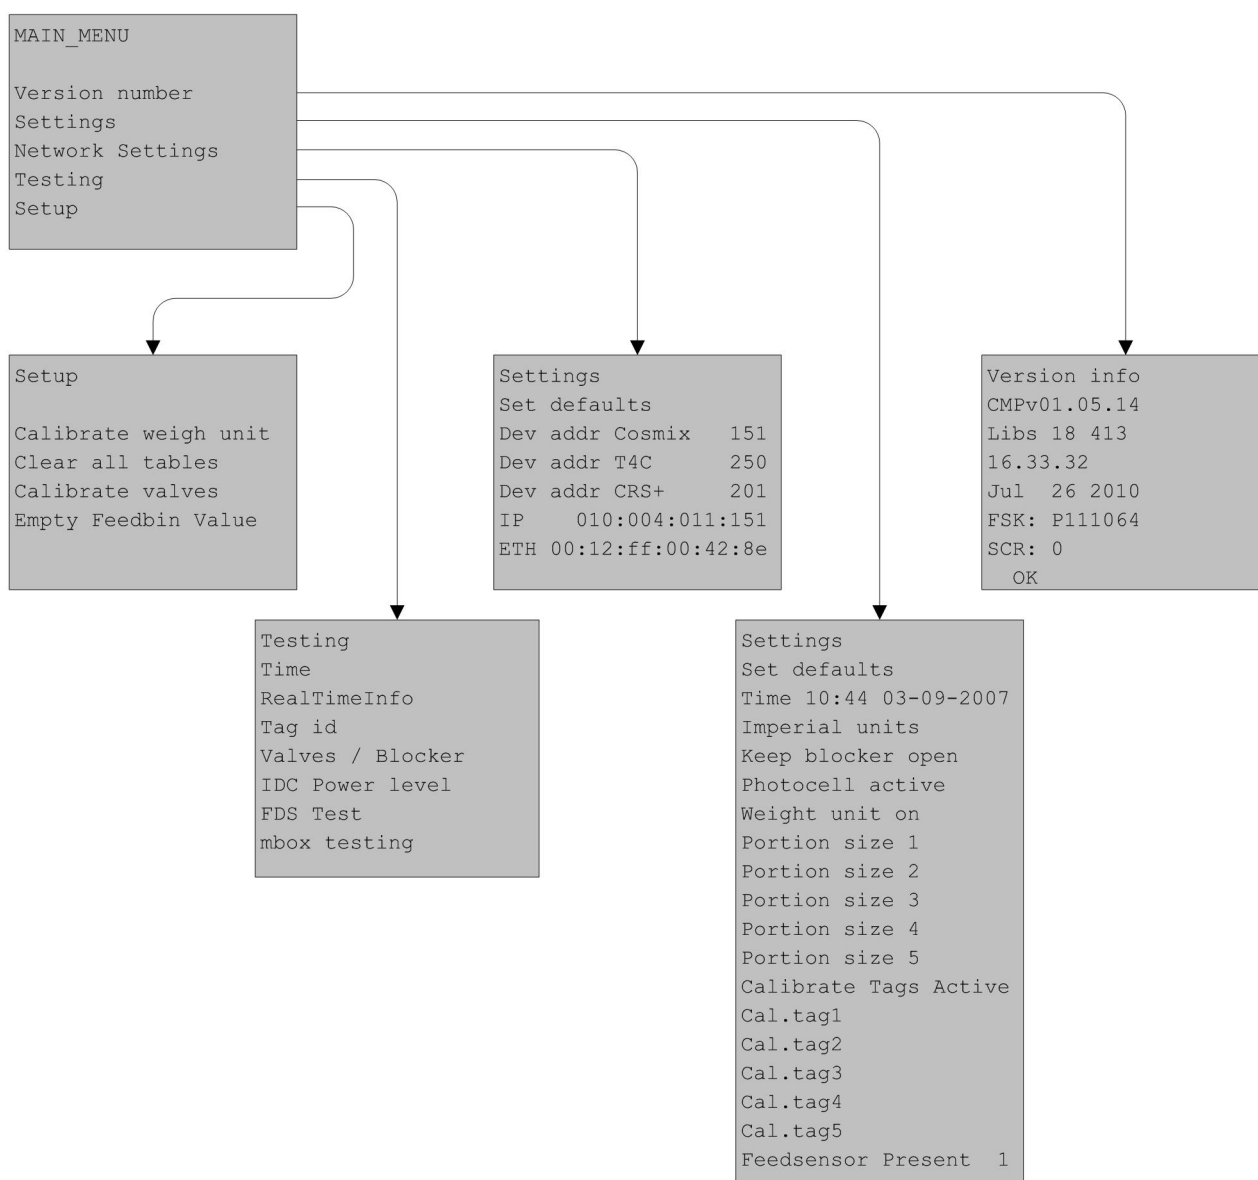 MAIN_MENU
Version number
Settings
Network Settings
Testing
Setup
Setup
Calibrate weigh unit
Clear all tables
Calibrate valves
Empty Feedbin Value
Settings
Set defaults
Dev addr Cosmix 151
Dev addr T4C 250
Dev addr CRS+ 201
IP 010:004:011:151
ETH 00:12:ff:00:42:8e
Version info
CMPv01.05.14
Libs 18 413
16.33.32
Jul 26 2010
FSK: P111064
SCR: 0
OK
Testing
Time
RealTimeInfo
Tag id
Valves / Blocker
IDC Power level
FDS Test
mbox testing
Settings
Set defaults
Time 10:44 03-09-2007
Imperial units
Keep blocker open
Photocell active
Weight unit on
Portion size 1
Portion size 2
Portion size 3
Portion size 4
Portion size 5
Calibrate Tags Active
Cal.tag1
Cal.tag2
Cal.tag3
Cal.tag4
Cal.tag5
Feedsensor Present 1